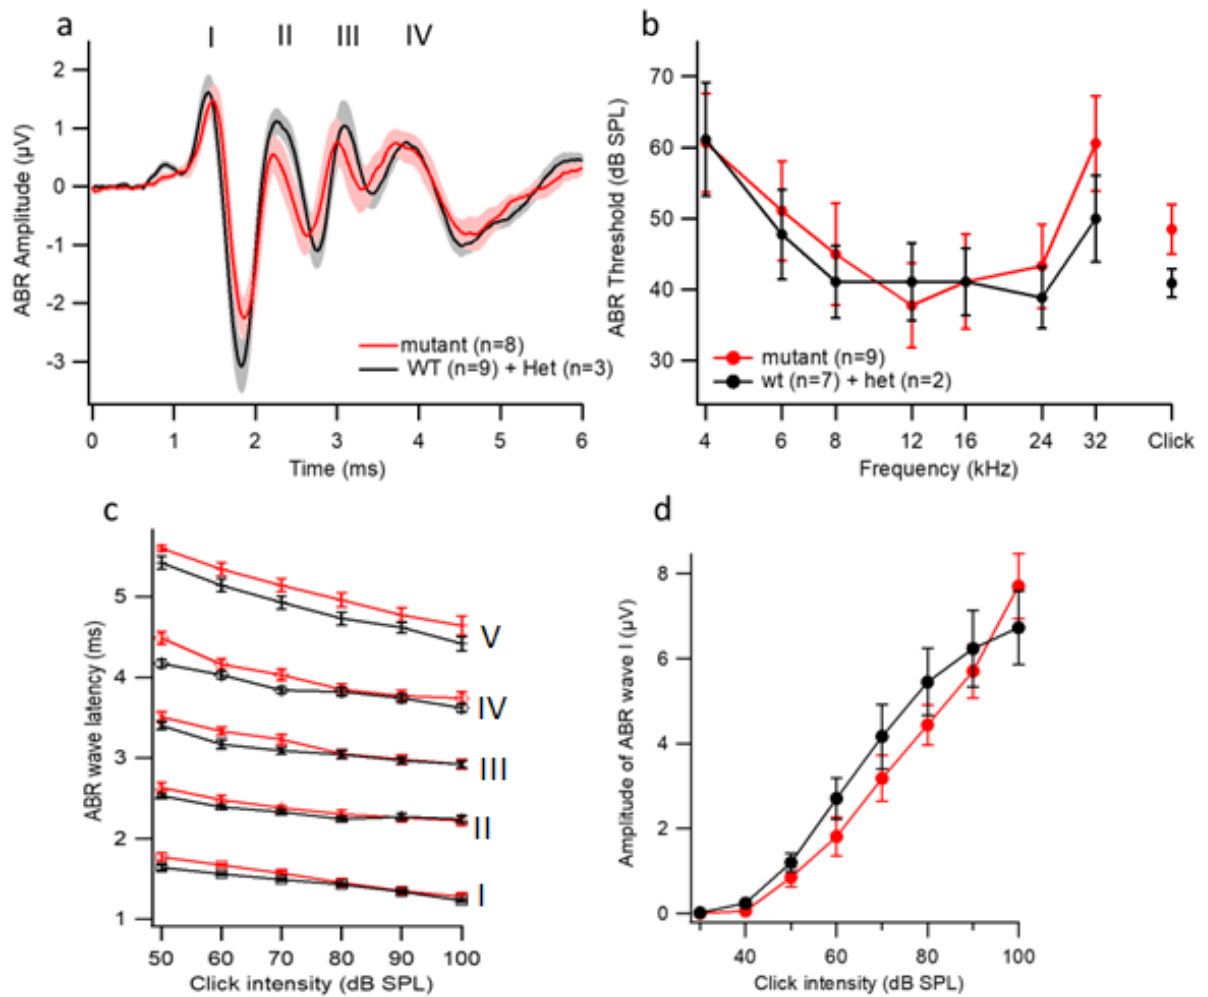 a
I II III IV
ABR Amplitude (µV)
2
1
0
-1
-2
-3
mutant (n=8)
WT (n=9) + Het (n=3)
0 1 2 3 4 5 6
Time (ms)
b
ABR Threshold (dB SPL)
70
60
50
40
30
mutant (n=9)
wt (n=7) + het (n=2)
4 6 8 12 16 24 32 Click
Frequency (kHz)
c
ABR wave latency (ms)
5
4
3
2
1
V
IV
III
II
I
50 60 70 80 90 100
Click intensity (dB SPL)
d
Amplitude of ABR wave I (µV)
8
6
4
2
0
40 60 80 100
Click intensity (dB SPL)